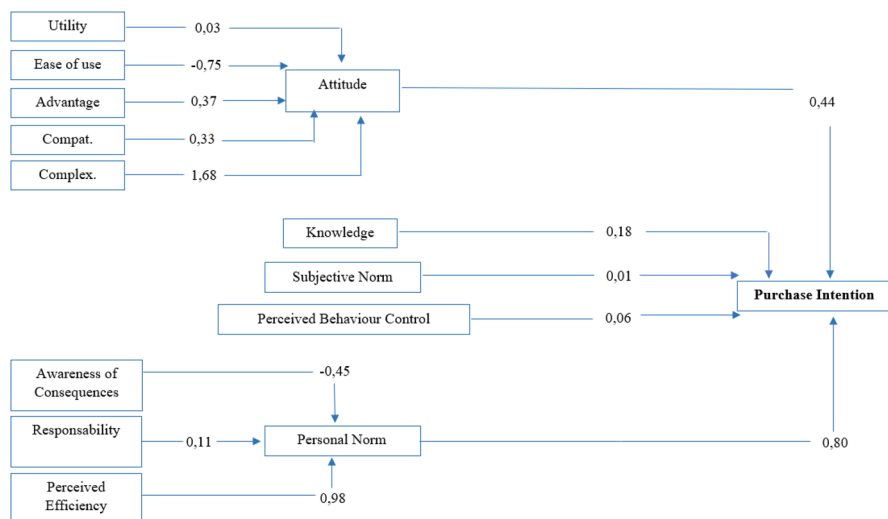 Utility
0,03
Ease of use
-0,75
Attitude
Advantage
0,37
0,44
Compat.
0,33
Complex.
1,68
Knowledge
0,18
Subjective Norm
0,01
Purchase Intention
Perceived Behaviour Control
0,06
Awareness of
Consequences
-0,45
Responsability
0,11
Personal Norm
0,80
Perceived
Efficiency
0,98